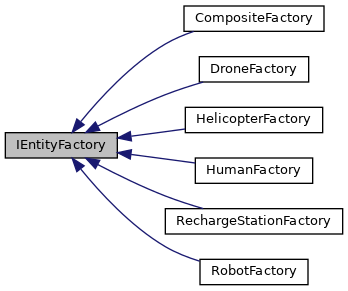 CompositeFactory
DroneFactory
HelicopterFactory
IEntityFactory
HumanFactory
RechargeStationFactory
RobotFactory